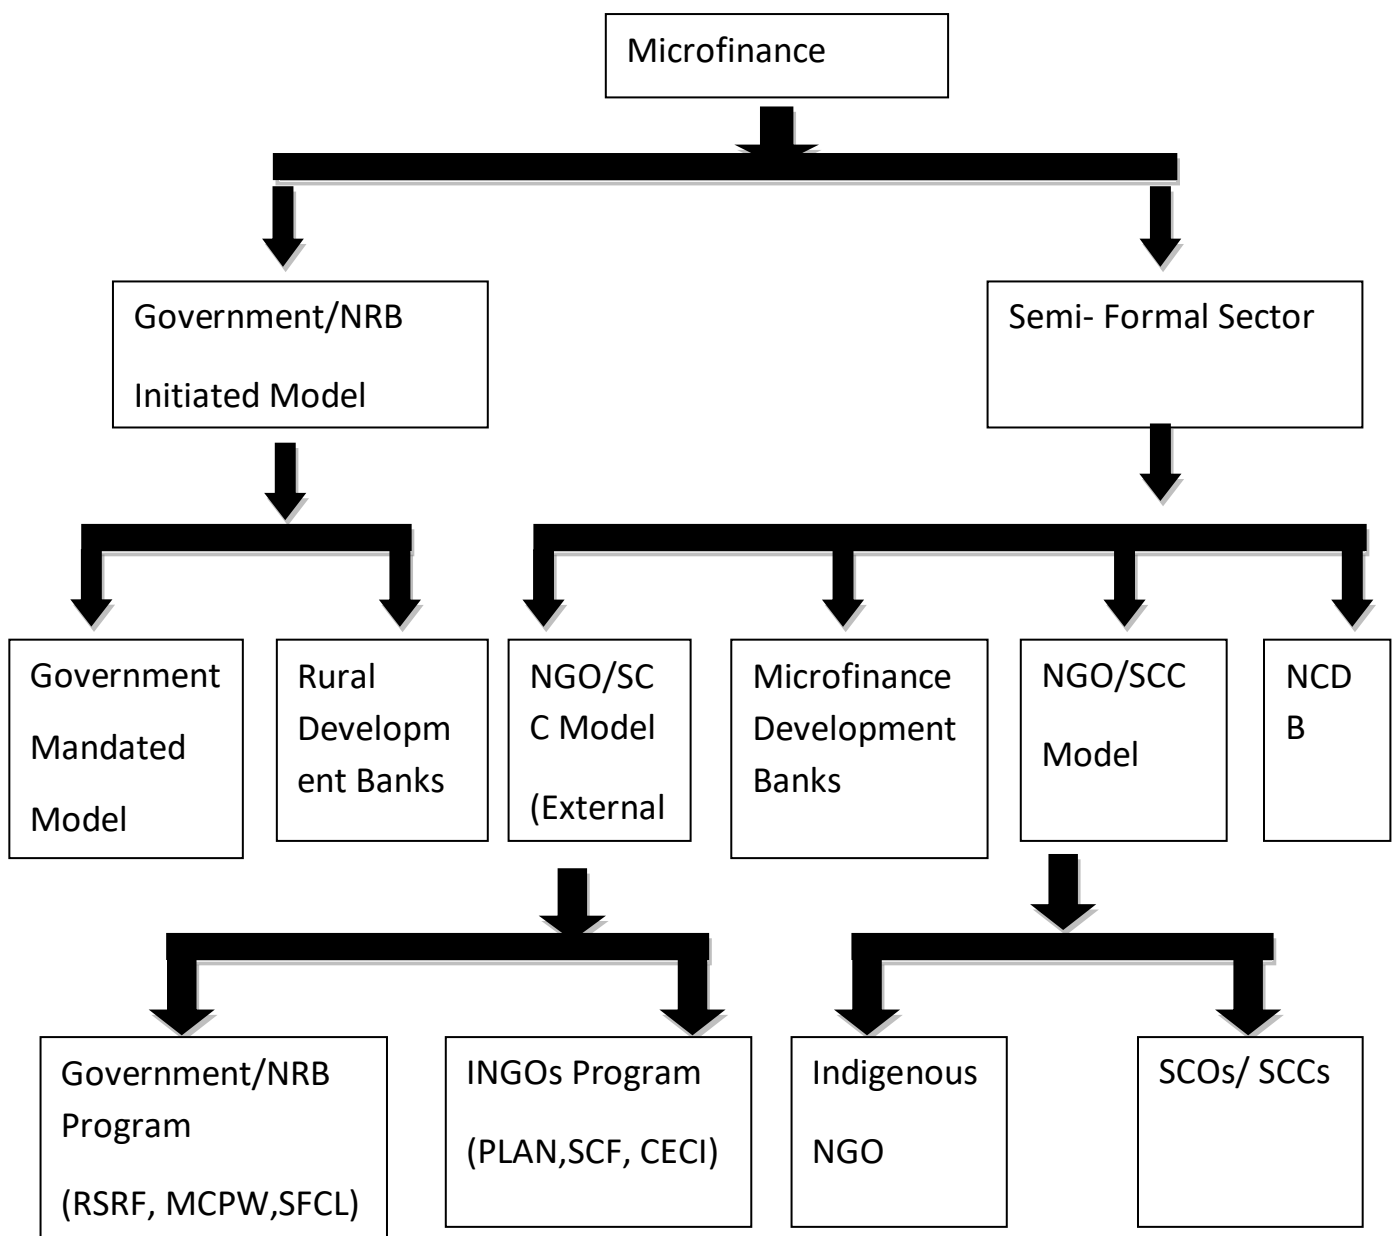 Microfinance
Government/NRB
Initiated Model
Semi- Formal Sector
Government
Mandated
Model
Rural
Developm
ent Banks
NGO/SC
C Model
(External
Microfinance
Development
Banks
NGO/SCC
Model
NCD
B
Government/NRB
Program
(RSRF, MCPW,SFCL)
INGOs Program
(PLAN,SCF, CECI)
Indigenous
NGO
SCOs/ SCCs